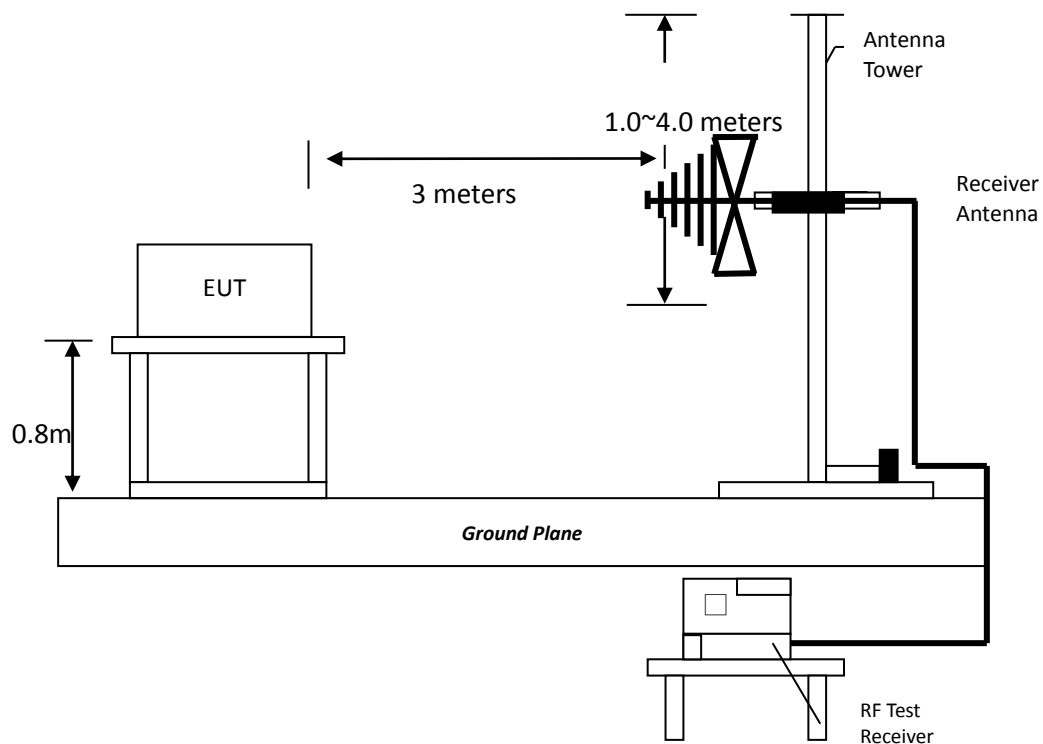 Antenna
Tower
1.0~4.0 meters
3 meters
Receiver
Antenna
EUT
0.8m
Ground Plane
RF Test
Receiver